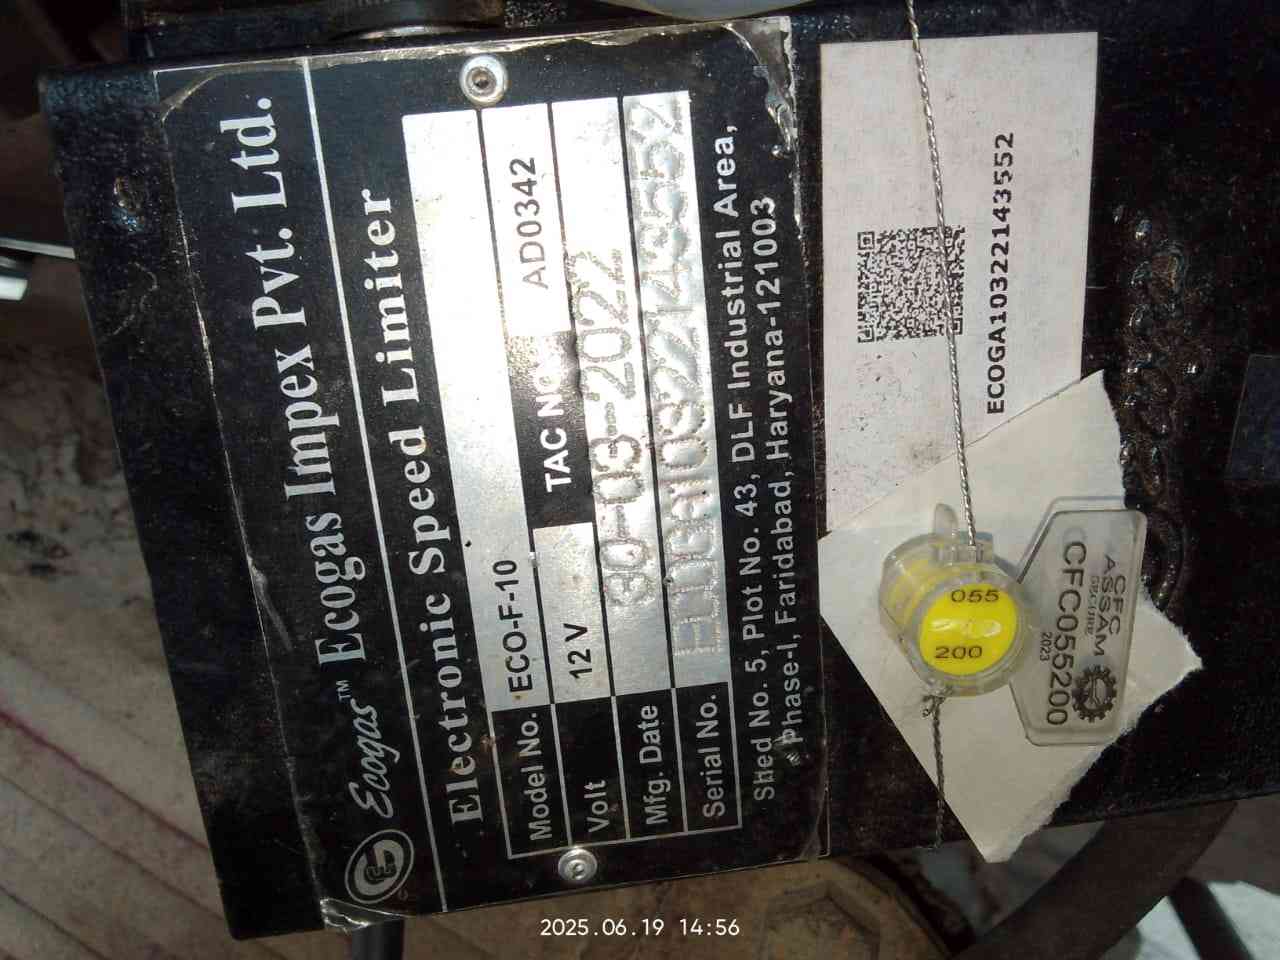 Ecogas™ Ecogas Impex Pvt. Ltd.
Electronic Speed Limiter
Model No. ECO-F-10
Volt 12 V TAC No. AD0342
Mfg. Date 30-03-2022
Serial No. ECOGA103221143552
Shed No. 5, Plot No. 43, DLF Industrial Area,
Phase-I, Faridabad, Haryana-121003
ECOGA103221143552
055
200
CFC
ASSAM
CFC055200
2023
2025.06.19 14:56